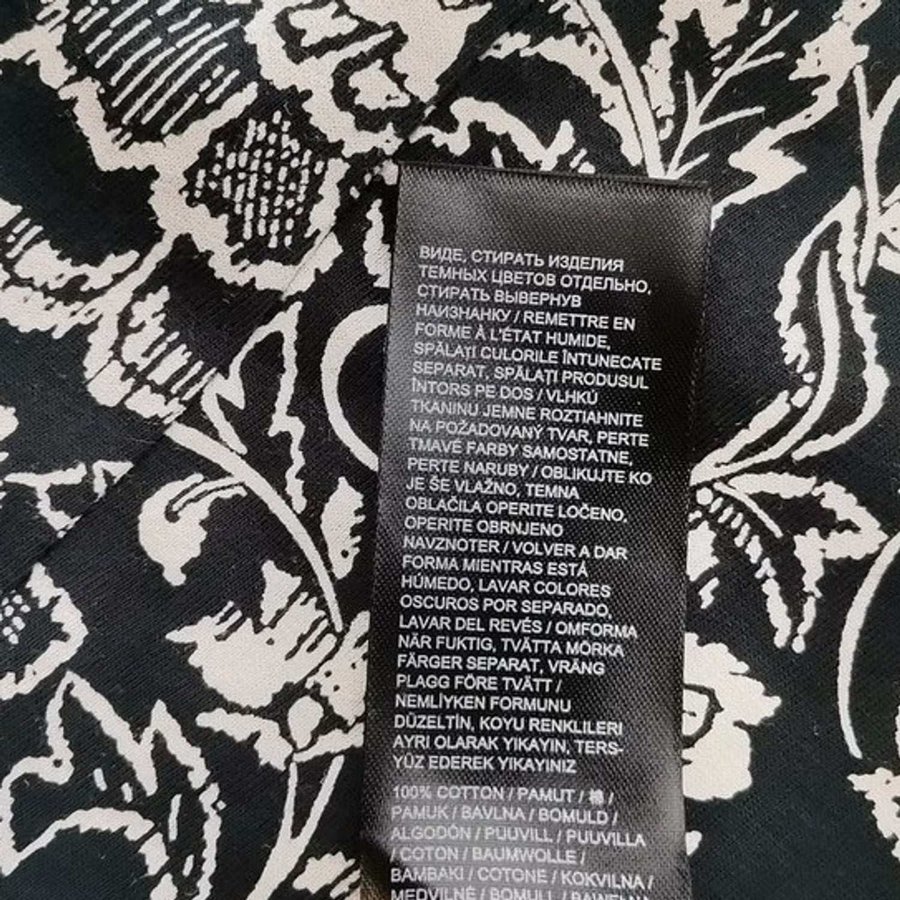 ВИДЕ, СТИРАТЬ ИЗДЕЛИЯ
ТЕМНЫХ ЦВЕТОВ ОТДЕЛЬНО,
СТИРАТЬ ВЫВЕРНУВ
НАИЗНАНКУ / REMETTRE EN
FORME À L'ÉTAT HUMIDE,
SPĂLAȚI CULORILE ÎNTUNECATE
SEPARAT, SPĂLAȚI PRODUSUL
ÎNTORS PE DOS / VLHKÚ
TKANINU JEMNE ROZTIAHNITE
NA POŽADOVANÝ TVAR, PERTE
TMAVÉ FARBY SAMOSTATNE,
PERTE NARUBY / OBLIKUJTE KO
JE ŠE VLAŽNO, TEMNA
OBLAČILA OPERITE LOČENO,
OPERITE OBRNJENO
NAVZNOTER / VOLVER A DAR
FORMA MIENTRAS ESTÁ
HÚMEDO, LAVAR COLORES
OSCUROS POR SEPARADO,
LAVAR DEL REVÉS / OMFORMA
NÄR FUKTIG, TVÄTTA MÖRKA
FÄRGER SEPARAT, VRÄNG
PLAGG FÖRE TVÄTT /
NEMLİYKEN FORMUNU
DÜZELTİN, KOYU RENKLİLERİ
AYRI OLARAK YIKAYIN, TERS-
YÜZ EDEREK YIKAYINIZ
100% COTTON / PAMUT / 棉 /
PAMUK / BAVLNA / BOMULD /
ALGODÓN / PUUVILL / PUUVILLA
/ COTON / BAUMWOLLE /
BAMBAKI / COTONE / KOKVILNA /
MEDVILNĖ / BOMULL / BAWEŁNA